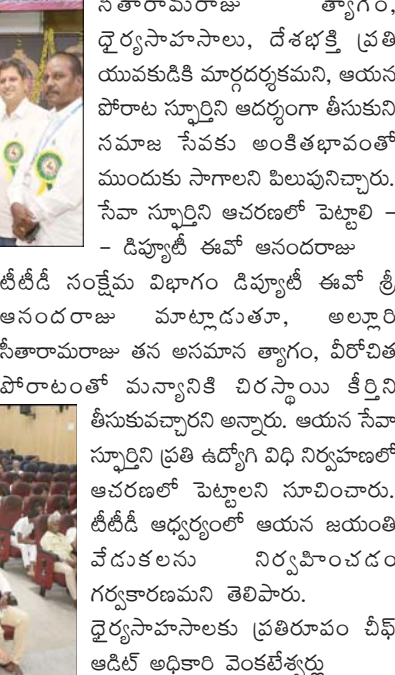 సీతారామరాజు త్యాగం,
ధైర్యసాహసాలు, దేశభక్తి ప్రతి
యువకుడికి మార్గదర్శకమని, ఆయన
పోరాట స్ఫూర్తిని ఆదర్శంగా తీసుకుని
సమాజ సేవకు అంకితభావంతో
ముందుకు సాగాలని పిలుపునిచ్చారు.
సేవా స్ఫూర్తిని ఆచరణలో పెట్టాలి –
– డిప్యూటీ ఈవో ఆనందరాజు
టీటీడీ సంక్షేమ విభాగం డిప్యూటీ ఈవో శ్రీ
ఆనందరాజు మాట్లాడుతూ, అల్లూరి
సీతారామరాజు తన అసమాన త్యాగం, వీరోచిత
పోరాటంతో మన్యానికి చిరస్థాయి కీర్తిని
తీసుకువచ్చారని అన్నారు. ఆయన సేవా
స్ఫూర్తిని ప్రతి ఉద్యోగి విధి నిర్వహణలో
ఆచరణలో పెట్టాలని సూచించారు.
టీటీడీ ఆధ్వర్యంలో ఆయన జయంతి
వేడుకలను నిర్వహించడం
గర్వకారణమని తెలిపారు.
ధైర్యసాహసాలకు ప్రతిరూపం చీఫ్
ఆడిట్ అధికారి వెంకటేశ్వర్లు